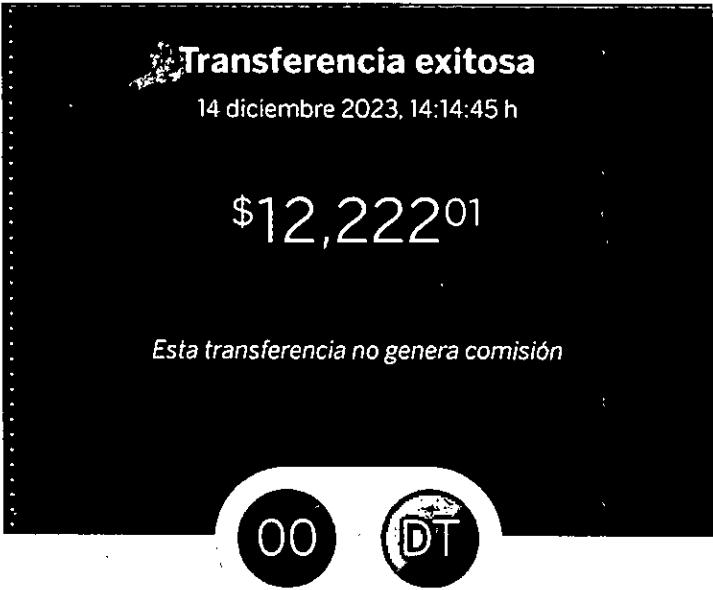 Transferencia exitosa
14 diciembre 2023, 14:14:45 h
$12,22201
Esta transferencia no genera comisión
00 DT